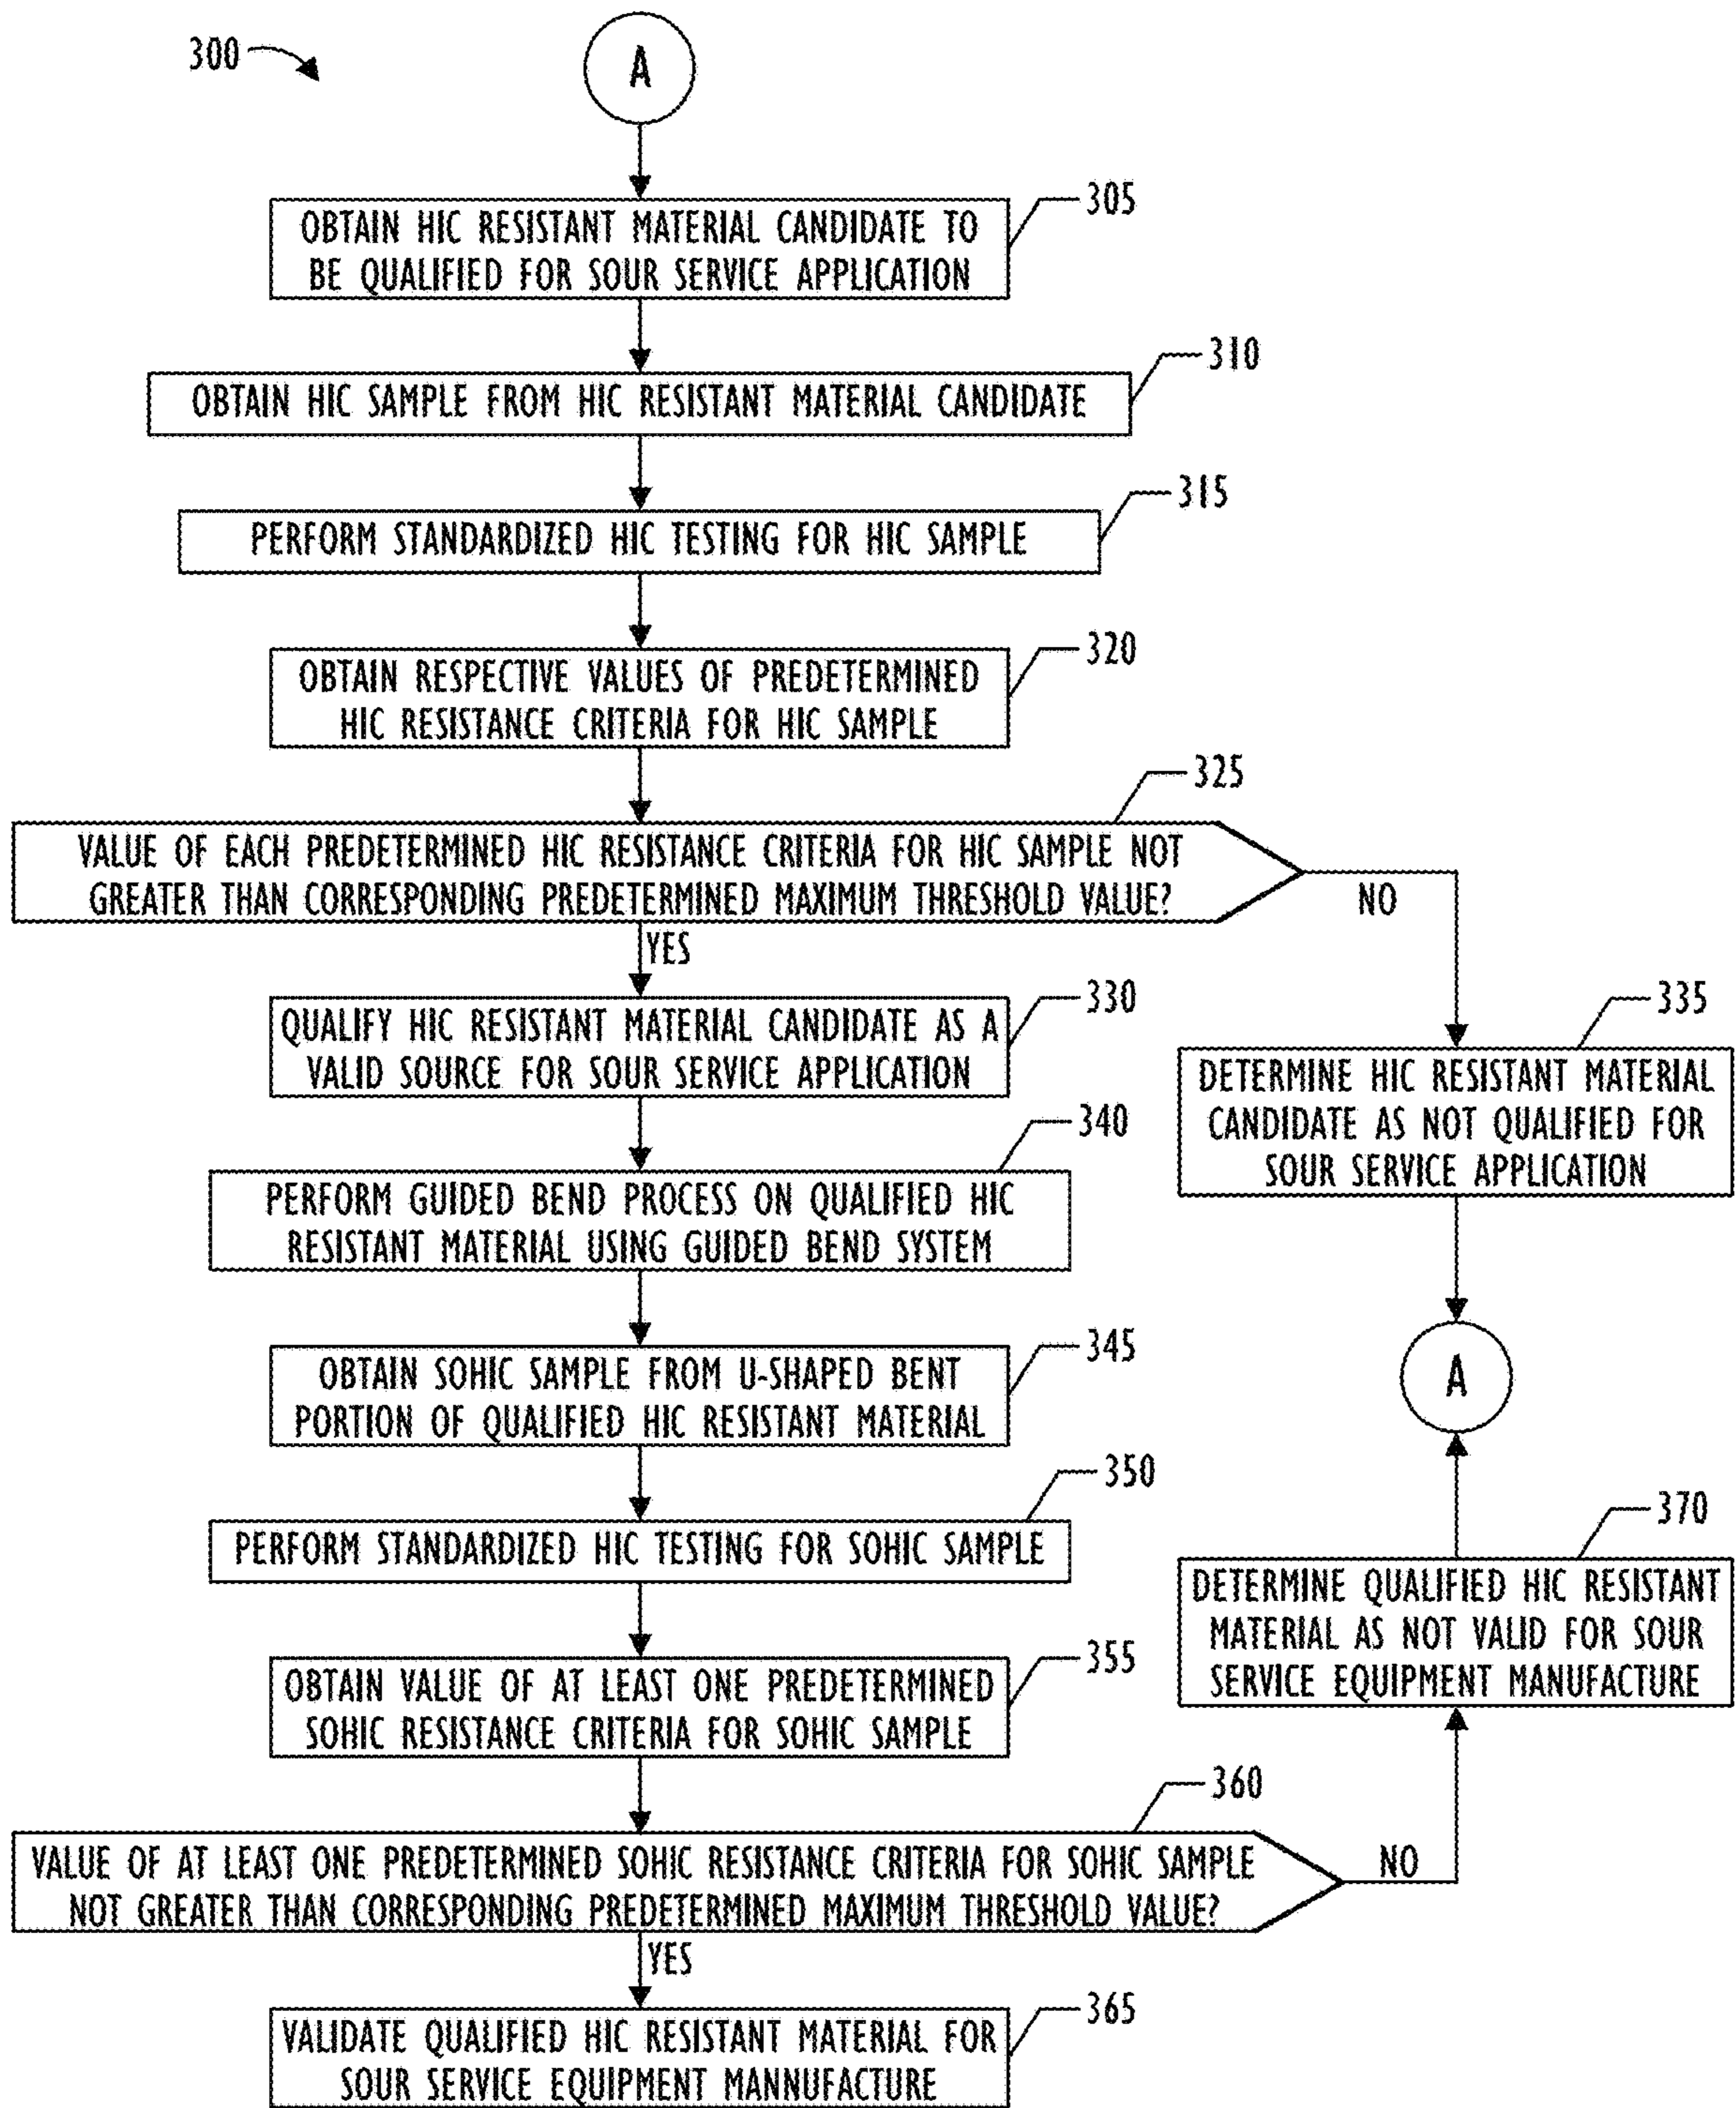 300
A
305
OBTAIN HIC RESISTANT MATERIAL CANDIDATE TO
BE QUALIFIED FOR SOUR SERVICE APPLICATION
310
OBTAIN HIC SAMPLE FROM HIC RESISTANT MATERIAL CANDIDATE
315
PERFORM STANDARDIZED HIC TESTING FOR HIC SAMPLE
320
OBTAIN RESPECTIVE VALUES OF PREDETERMINED
HIC RESISTANCE CRITERIA FOR HIC SAMPLE
325
VALUE OF EACH PREDETERMINED HIC RESISTANCE CRITERIA FOR HIC SAMPLE NOT
GREATER THAN CORRESPONDING PREDETERMINED MAXIMUM THRESHOLD VALUE?
NO
YES
330
QUALIFY HIC RESISTANT MATERIAL CANDIDATE AS A
VALID SOURCE FOR SOUR SERVICE APPLICATION
335
DETERMINE HIC RESISTANT MATERIAL
CANDIDATE AS NOT QUALIFIED FOR
SOUR SERVICE APPLICATION
340
PERFORM GUIDED BEND PROCESS ON QUALIFIED HIC
RESISTANT MATERIAL USING GUIDED BEND SYSTEM
345
OBTAIN SOHIC SAMPLE FROM U-SHAPED BENT
PORTION OF QUALIFIED HIC RESISTANT MATERIAL
A
350
PERFORM STANDARDIZED HIC TESTING FOR SOHIC SAMPLE
370
DETERMINE QUALIFIED HIC RESISTANT
MATERIAL AS NOT VALID FOR SOUR
SERVICE EQUIPMENT MANUFACTURE
355
OBTAIN VALUE OF AT LEAST ONE PREDETERMINED
SOHIC RESISTANCE CRITERIA FOR SOHIC SAMPLE
360
VALUE OF AT LEAST ONE PREDETERMINED SOHIC RESISTANCE CRITERIA FOR SOHIC SAMPLE
NOT GREATER THAN CORRESPONDING PREDETERMINED MAXIMUM THRESHOLD VALUE?
NO
YES
365
VALIDATE QUALIFIED HIC RESISTANT MATERIAL FOR
SOUR SERVICE EQUIPMENT MANNUFACTURE